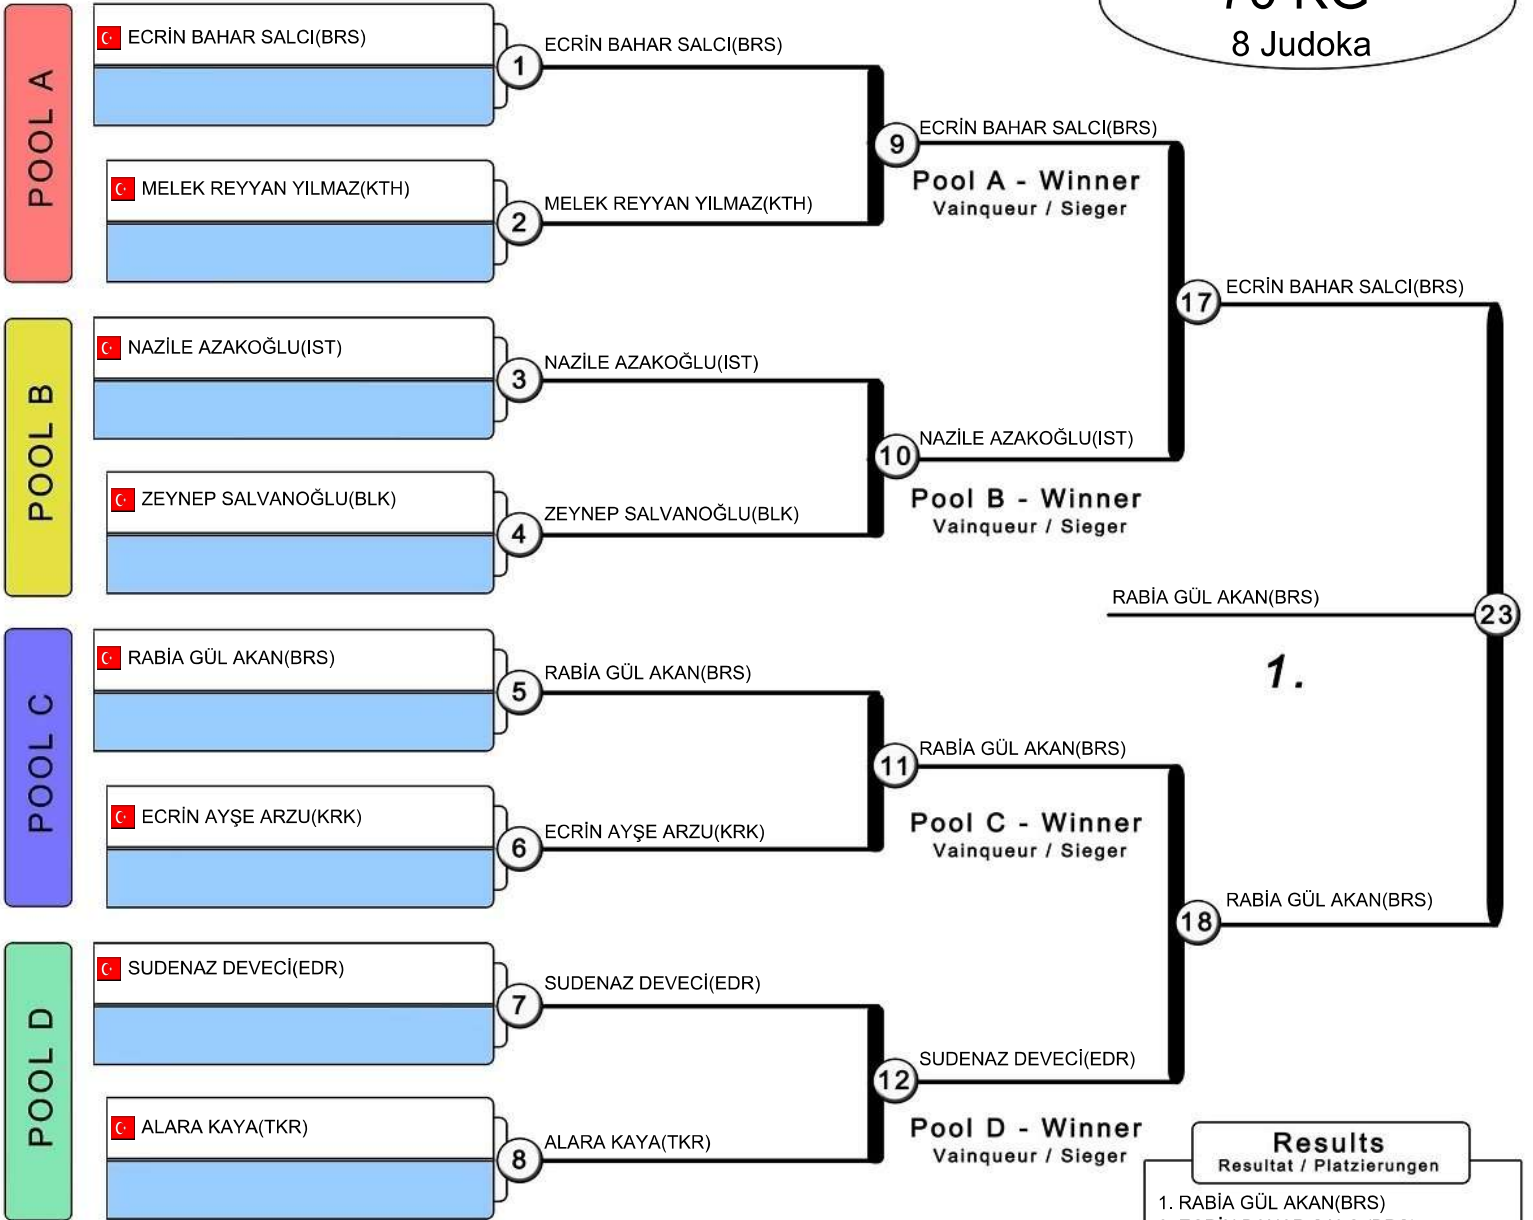 70 KG
8 Judoka
POOL A
ECRİN BAHAR SALCI(BRS)
1
ECRİN BAHAR SALCI(BRS)
MELEK REYYAN YILMAZ(KTH)
2
MELEK REYYAN YILMAZ(KTH)
9
ECRİN BAHAR SALCI(BRS)
Pool A - Winner
Vainqueur / Sieger
POOL B
NAZİLE AZAKOĞLU(IST)
3
NAZİLE AZAKOĞLU(IST)
ZEYNEP SALVANOĞLU(BLK)
4
ZEYNEP SALVANOĞLU(BLK)
10
NAZİLE AZAKOĞLU(IST)
Pool B - Winner
Vainqueur / Sieger
17
ECRİN BAHAR SALCI(BRS)
RABİA GÜL AKAN(BRS)
23
1.
POOL C
RABİA GÜL AKAN(BRS)
5
RABİA GÜL AKAN(BRS)
ECRİN AYŞE ARZU(KRK)
6
ECRİN AYŞE ARZU(KRK)
11
RABİA GÜL AKAN(BRS)
Pool C - Winner
Vainqueur / Sieger
18
RABİA GÜL AKAN(BRS)
POOL D
SUDENAZ DEVECİ(EDR)
7
SUDENAZ DEVECİ(EDR)
ALARA KAYA(TKR)
8
ALARA KAYA(TKR)
12
SUDENAZ DEVECİ(EDR)
Pool D - Winner
Vainqueur / Sieger
Results
Resultat / Platzierungen
1. RABİA GÜL AKAN(BRS)